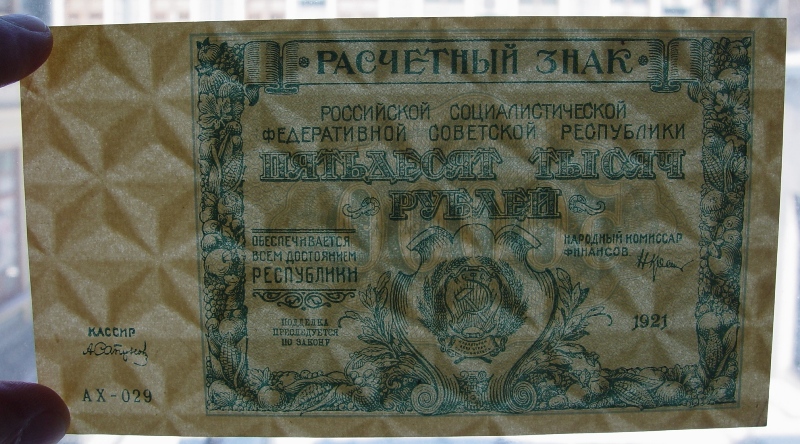 РАСЧЕТНЫЙ ЗНАК
РОССИЙСКОЙ СОЦИАЛИСТИЧЕСКОЙ
ФЕДЕРАТИВНОЙ СОВЕТСКОЙ РЕСПУБЛИКИ
ПЯТЬДЕСЯТ ТЫСЯЧ
РУБЛЕЙ
ОБЕСПЕЧИВАЕТСЯ
ВСЕМ ДОСТОЯНИЕМ
РЕСПУБЛИКИ
НАРОДНЫЙ КОМИССАР
ФИНАНСОВ
ПОДДЕЛКА
ПРЕСЛЕДУЕТСЯ
ПО ЗАКОНУ
1921
КАССИР
АХ-029